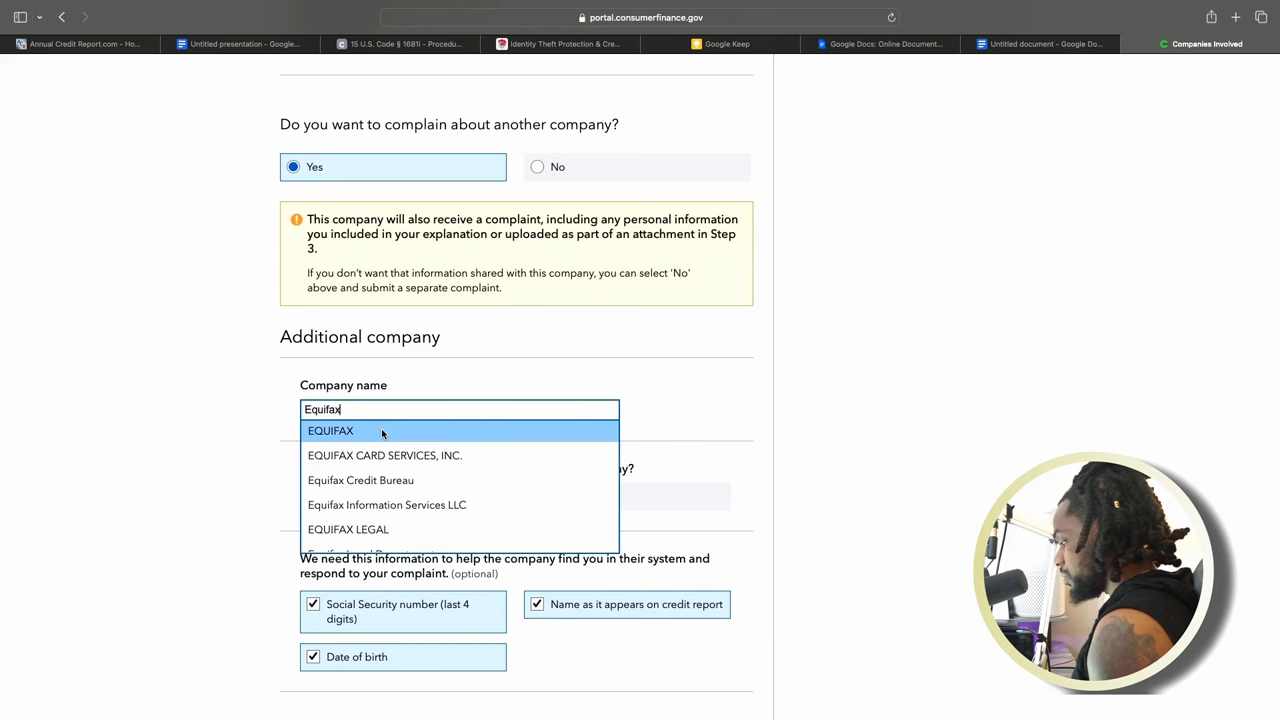 portal.consumerfinance.gov
Annual Credit Report.com - Ho...
Untitled presentation - Google...
15 U.S. Code § 1681i - Procedu...
Identity Theft Protection & Cre...
Google Keep
Google Docs: Online Document...
Untitled document - Google Do...
Companies Involved
Do you want to complain about another company?
Yes
No
This company will also receive a complaint, including any personal information
you included in your explanation or uploaded as part of an attachment in Step
3.
If you don't want that information shared with this company, you can select 'No'
above and submit a separate complaint.
Additional company
Company name
Equifax
EQUIFAX
EQUIFAX CARD SERVICES, INC.
ny?
Equifax Credit Bureau
Equifax Information Services LLC
EQUIFAX LEGAL
We need this information to help the company find you in their system and
respond to your complaint. (optional)
Social Security number (last 4
digits)
Name as it appears on credit report
Date of birth